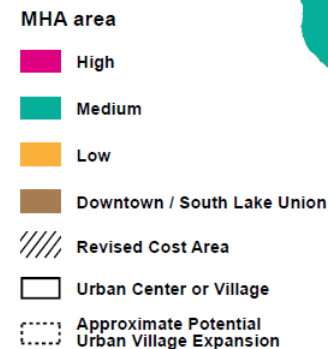 MHA area
High
Medium
Low
Downtown / South Lake Union
Revised Cost Area
Urban Center or Village
Approximate Potential
Urban Village Expansion